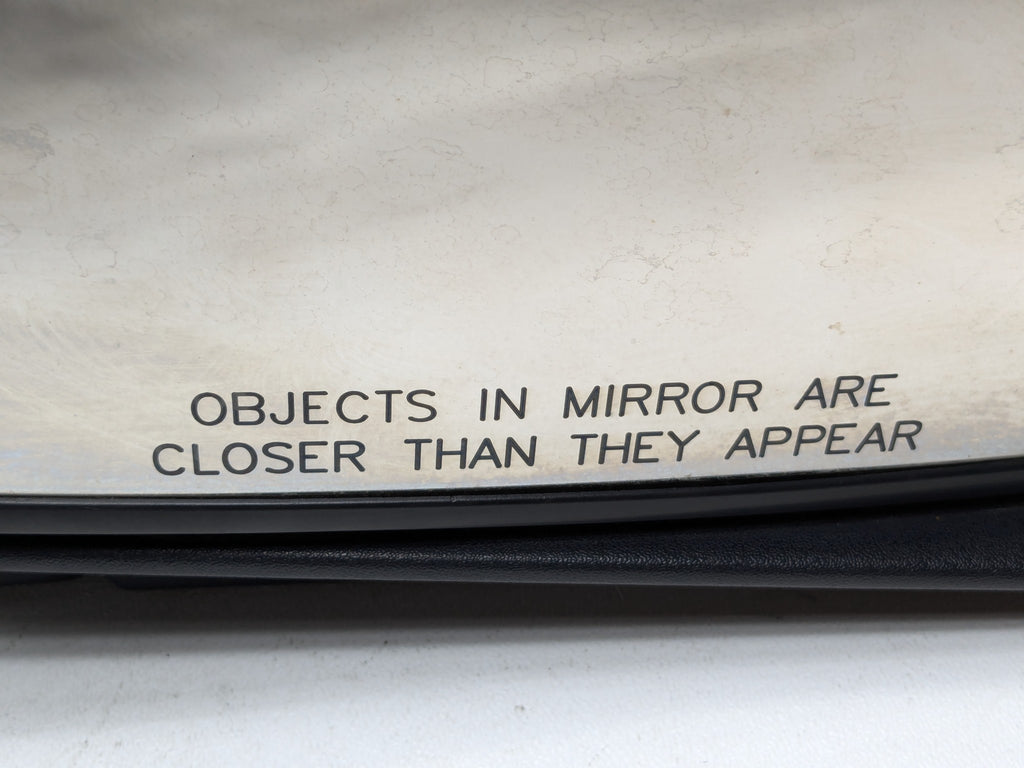 OBJECTS IN MIRROR ARE
CLOSER THAN THEY APPEAR